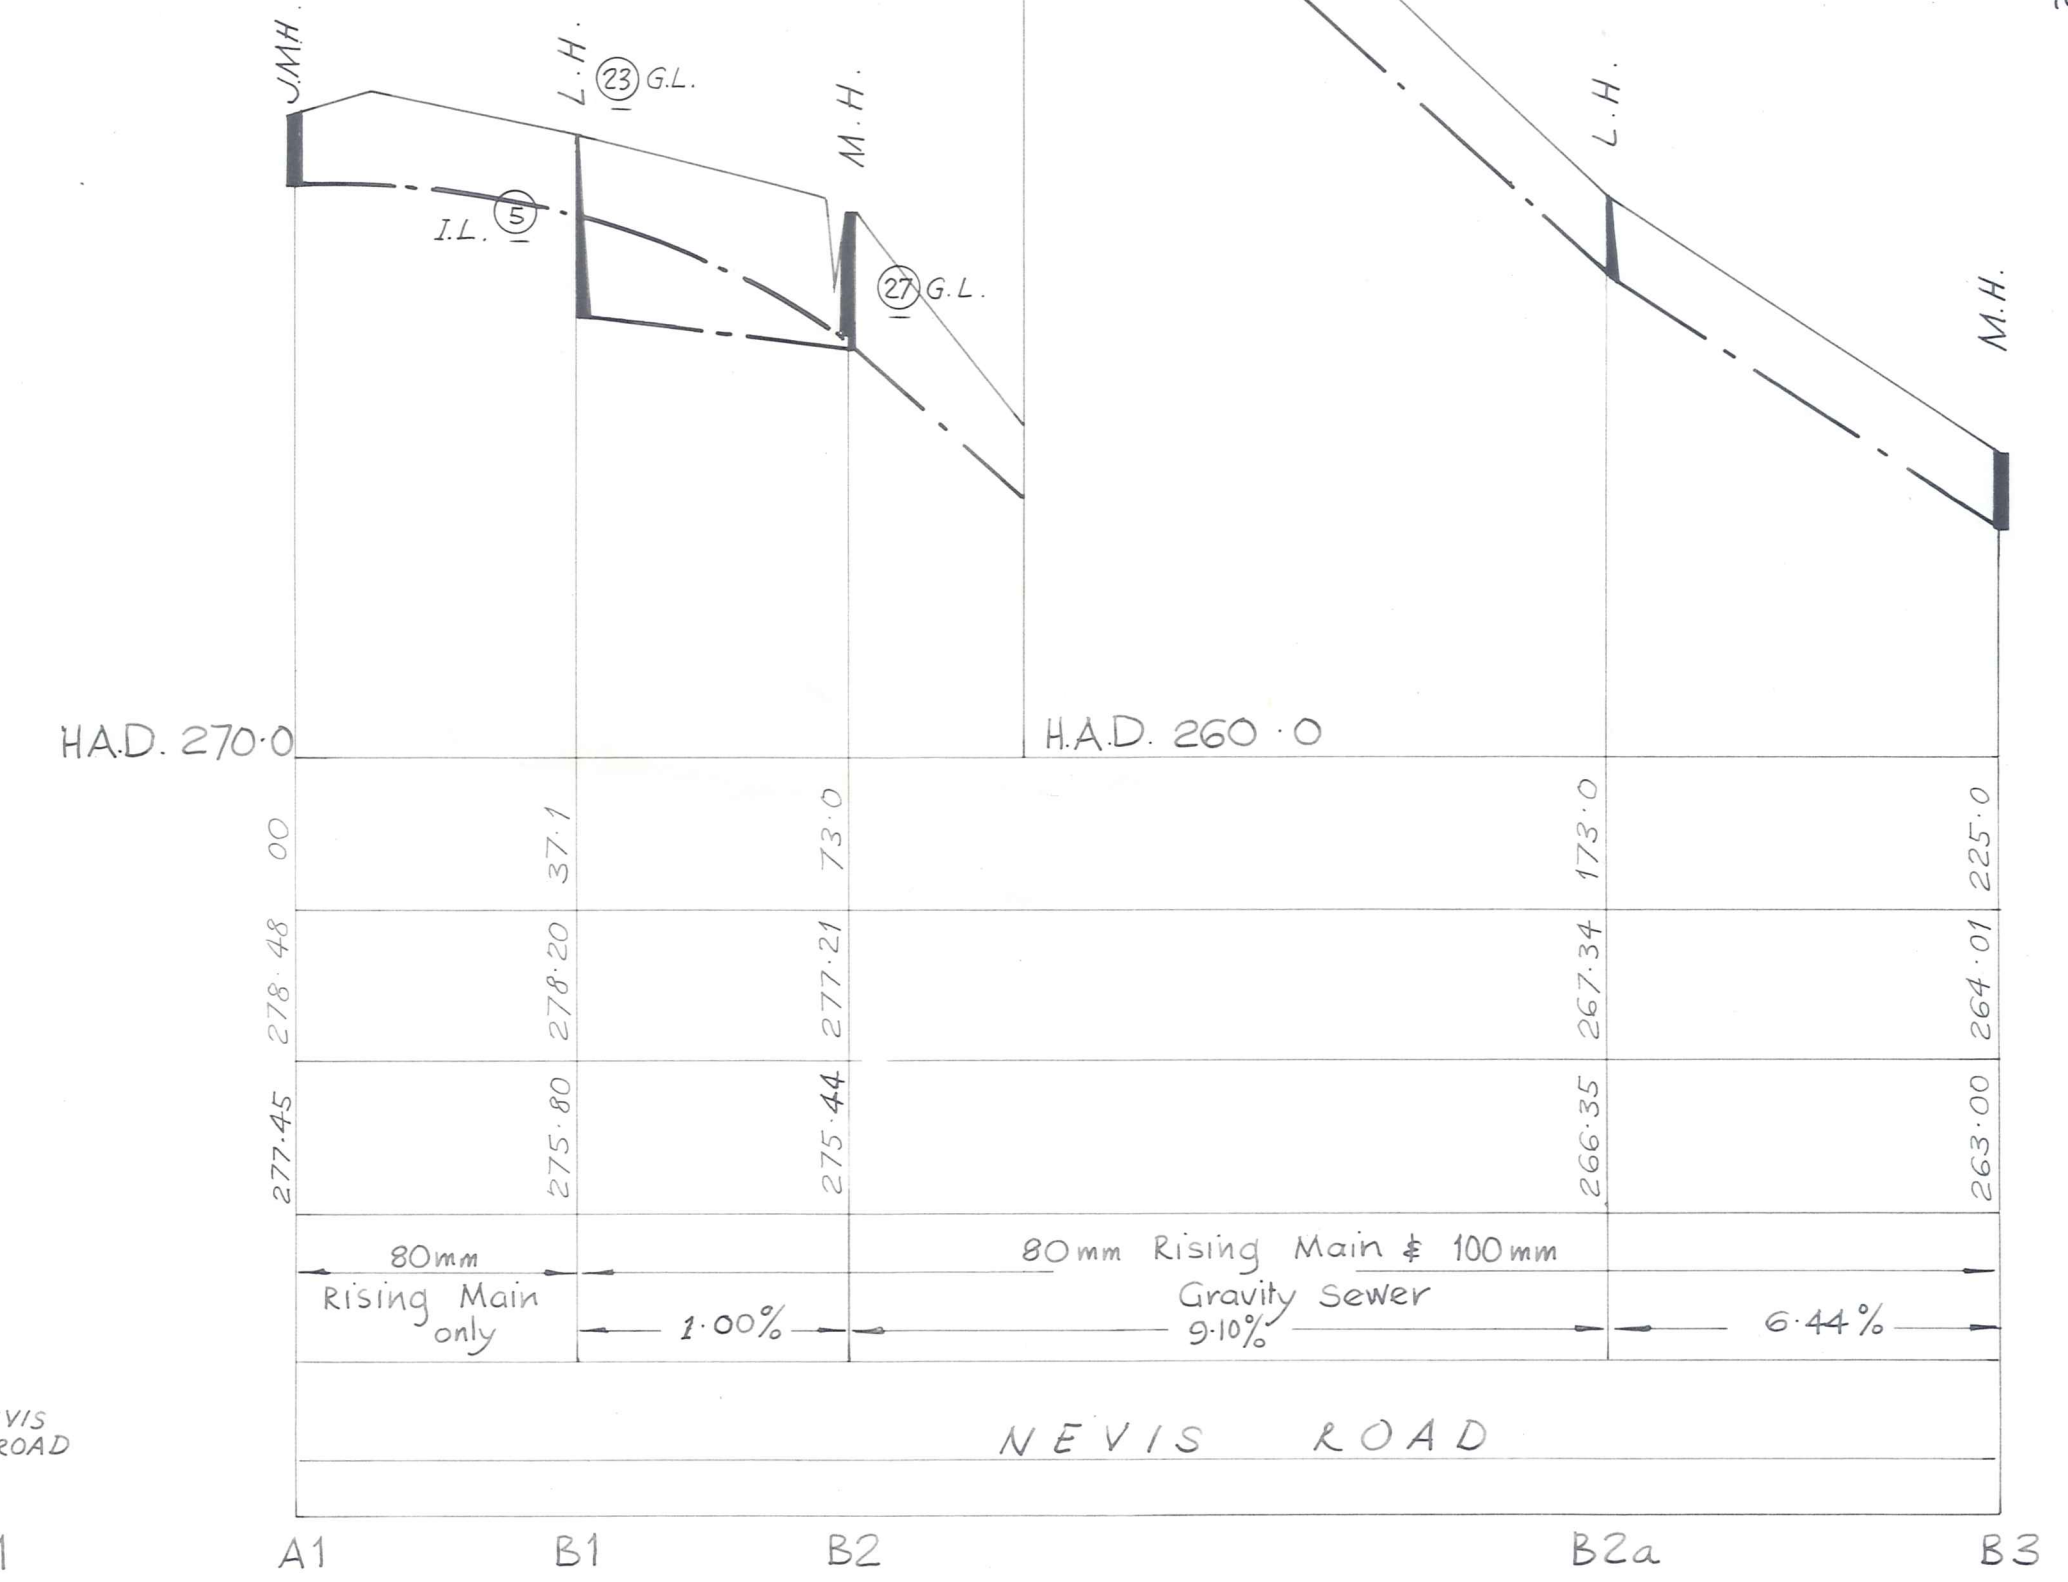 J.M.H.
L.H.
23 G.L.
M.H.
L.H.
I.L. 5
27 G.L.
M.H.
H.A.D. 270·0
H.A.D. 260·0
00
37·1
73·0
173·0
225·0
278·48
278·20
277·21
267·34
264·01
277·45
275·80
275·44
266·35
263·00
80mm
Rising Main
only
80mm Rising Main & 100mm
Gravity Sewer
1·00%
9·10%
6·44%
VIS
ROAD
NEVIS ROAD
A1
B1
B2
B2a
B3